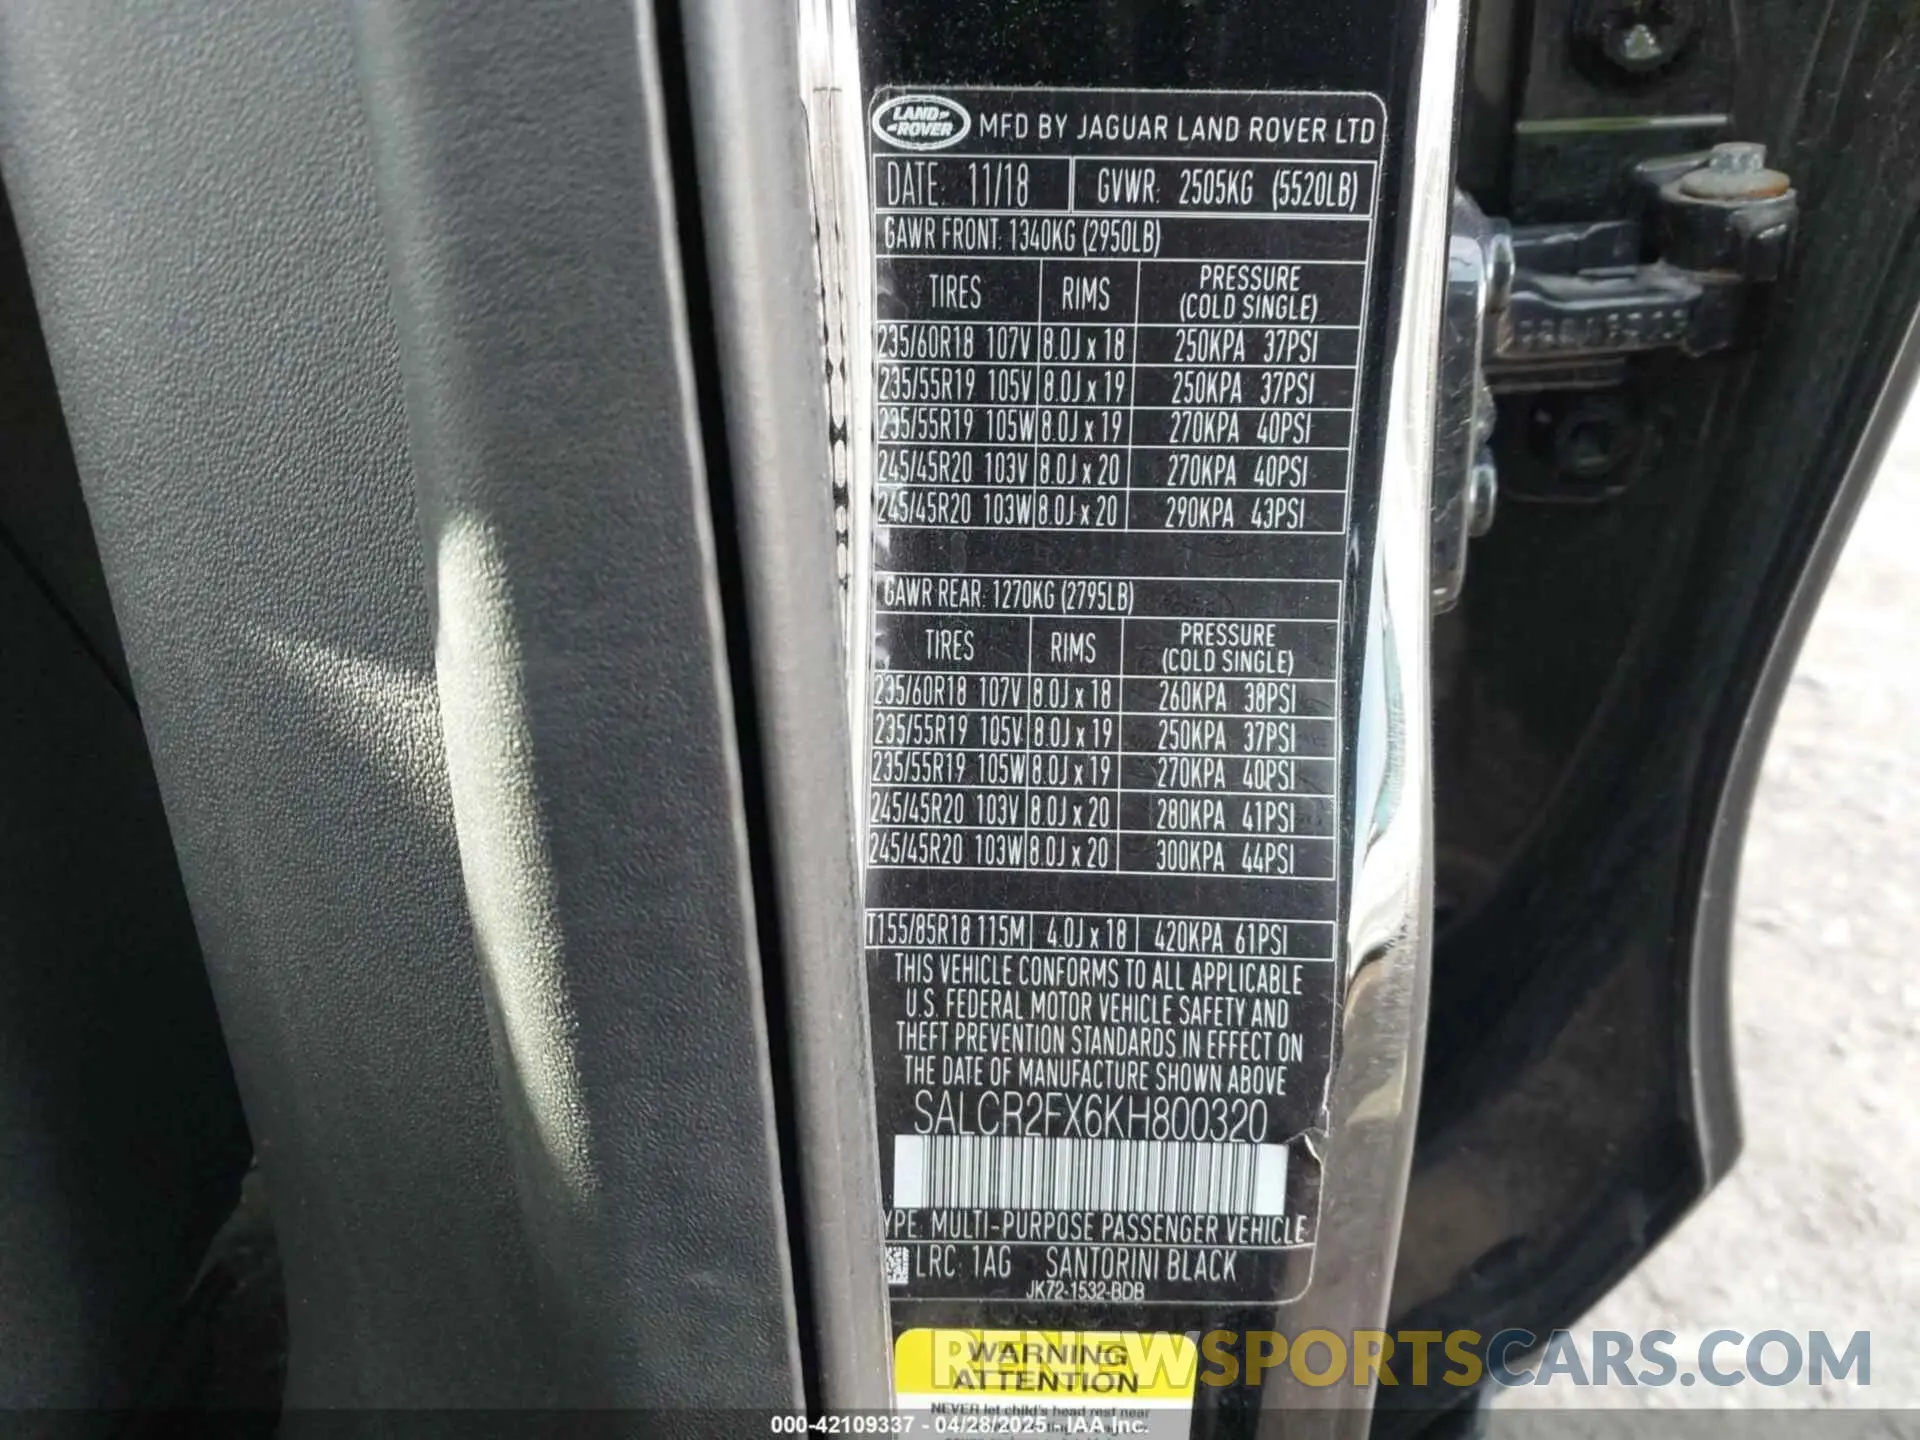 LAND-
-ROVER
MFD BY JAGUAR LAND ROVER LTD
DATE: 11/18 GVWR: 2505KG (5520LB)
GAWR FRONT: 1340KG (2950LB)
TIRES RIMS PRESSURE (COLD SINGLE)
235/60R18 107V 8.0J x 18 250KPA 37PSI
235/55R19 105V 8.0J x 19 250KPA 37PSI
235/55R19 105W 8.0J x 19 270KPA 40PSI
245/45R20 103V 8.0J x 20 270KPA 40PSI
245/45R20 103W 8.0J x 20 290KPA 43PSI
GAWR REAR: 1270KG (2795LB)
TIRES RIMS PRESSURE (COLD SINGLE)
235/60R18 107V 8.0J x 18 260KPA 38PSI
235/55R19 105V 8.0J x 19 250KPA 37PSI
235/55R19 105W 8.0J x 19 270KPA 40PSI
245/45R20 103V 8.0J x 20 280KPA 41PSI
245/45R20 103W 8.0J x 20 300KPA 44PSI
T155/85R18 115M 4.0J x 18 420KPA 61PSI
THIS VEHICLE CONFORMS TO ALL APPLICABLE
U.S. FEDERAL MOTOR VEHICLE SAFETY AND
THEFT PREVENTION STANDARDS IN EFFECT ON
THE DATE OF MANUFACTURE SHOWN ABOVE
SALCR2FX6KH800320
YPE: MULTI-PURPOSE PASSENGER VEHICLE
LRC: 1AG SANTORINI BLACK
JK72-1532-BDB
WARNING
ATTENTION
RENEWSPORTSCARS.COM
NEVER let child's head rest near
000-42109337 - 04/28/2025 - IAA Inc.